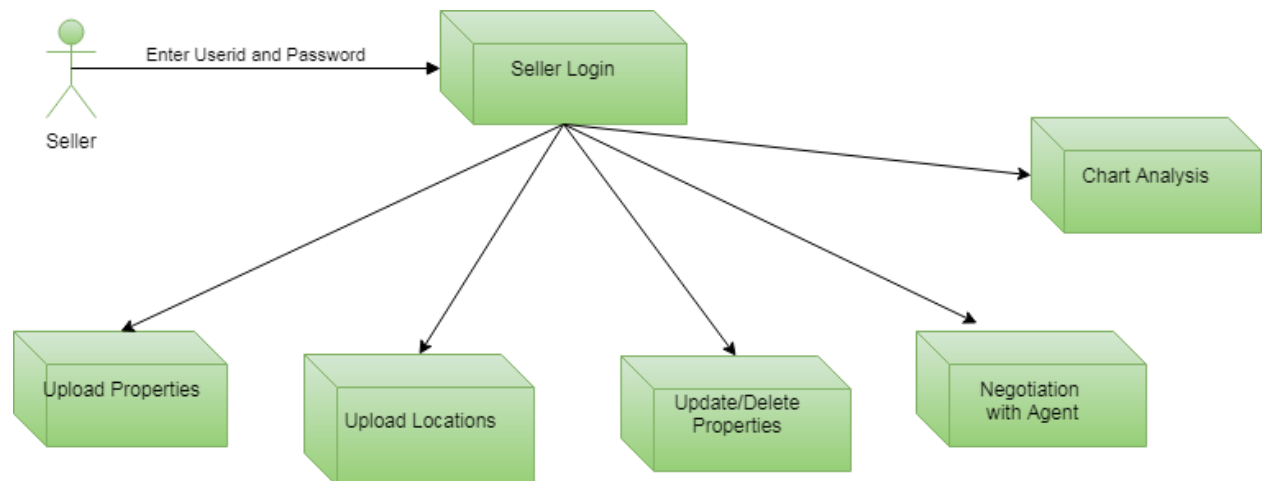 Enter Userid and Password
Seller Login
Seller
Chart Analysis
Upload Properties
Upload Locations
Update/Delete
Properties
Negotiation
with Agent